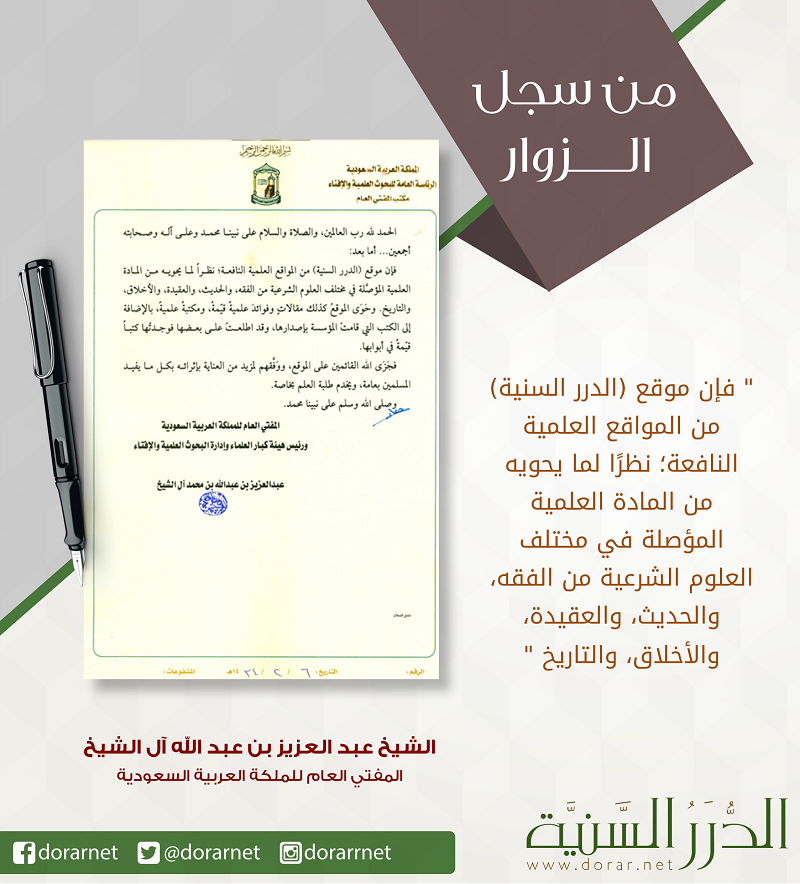 من سجل
الـــزوار
بسم الله الرحمن الرحيم
المملكة العربية السعودية
الرئاسة العامة للبحوث العلمية والإفتاء
مكتب المفتي العام
الحمد لله رب العالمين، والصلاة والسلام على نبينا محمد وعلى آله وصحابته
أجمعين... أما بعد:
فإن موقع (الدرر السنية) من المواقع العلمية النافعة؛ نظراً لما يحويه من المادة
العلمية المؤصَّلة في مختلف العلوم الشرعية من الفقه، والحديث، والعقيدة، والأخلاق،
والتاريخ. وحَوَى الموقعُ كذلك مقالاتٍ وفوائدَ علميةً قيِّمةً، ومكتبةً علميةً، بالإضافة
إلى الكتب التي قامتْ المؤسسة بإصدارها، وقد اطلعتُ على بعضها فوجدتُها كتباً
قيِّمةً في أبوابها.
فجزَى الله القائمين على الموقع، ووَفَّقهم لمزيد من العناية بإثرائه بكل ما يفيد
المسلمين بعامة، ويخدم طلبة العلم بخاصة.
وصلى الله وسلم على نبينا محمد.
المفتي العام للمملكة العربية السعودية
ورئيس هيئة كبار العلماء وإدارة البحوث العلمية والإفتاء
عبدالعزيز بن عبدالله بن محمد آل الشيخ
الرقم: التاريخ: ٦ / ٢ / ١٤٣٤هـ المشفوعات:
" فإن موقع (الدرر السنية)
من المواقع العلمية
النافعة؛ نظرًا لما يحويه
من المادة العلمية
المؤصلة في مختلف
العلوم الشرعية من الفقه،
والحديث، والعقيدة،
والأخلاق، والتاريخ "
الشيخ عبد العزيز بن عبد الله آل الشيخ
المفتي العام للملكة العربية السعودية
الدُّرَرُ السَّنِيَّة
www.dorar.net
dorarnet @dorarnet dorarrnet